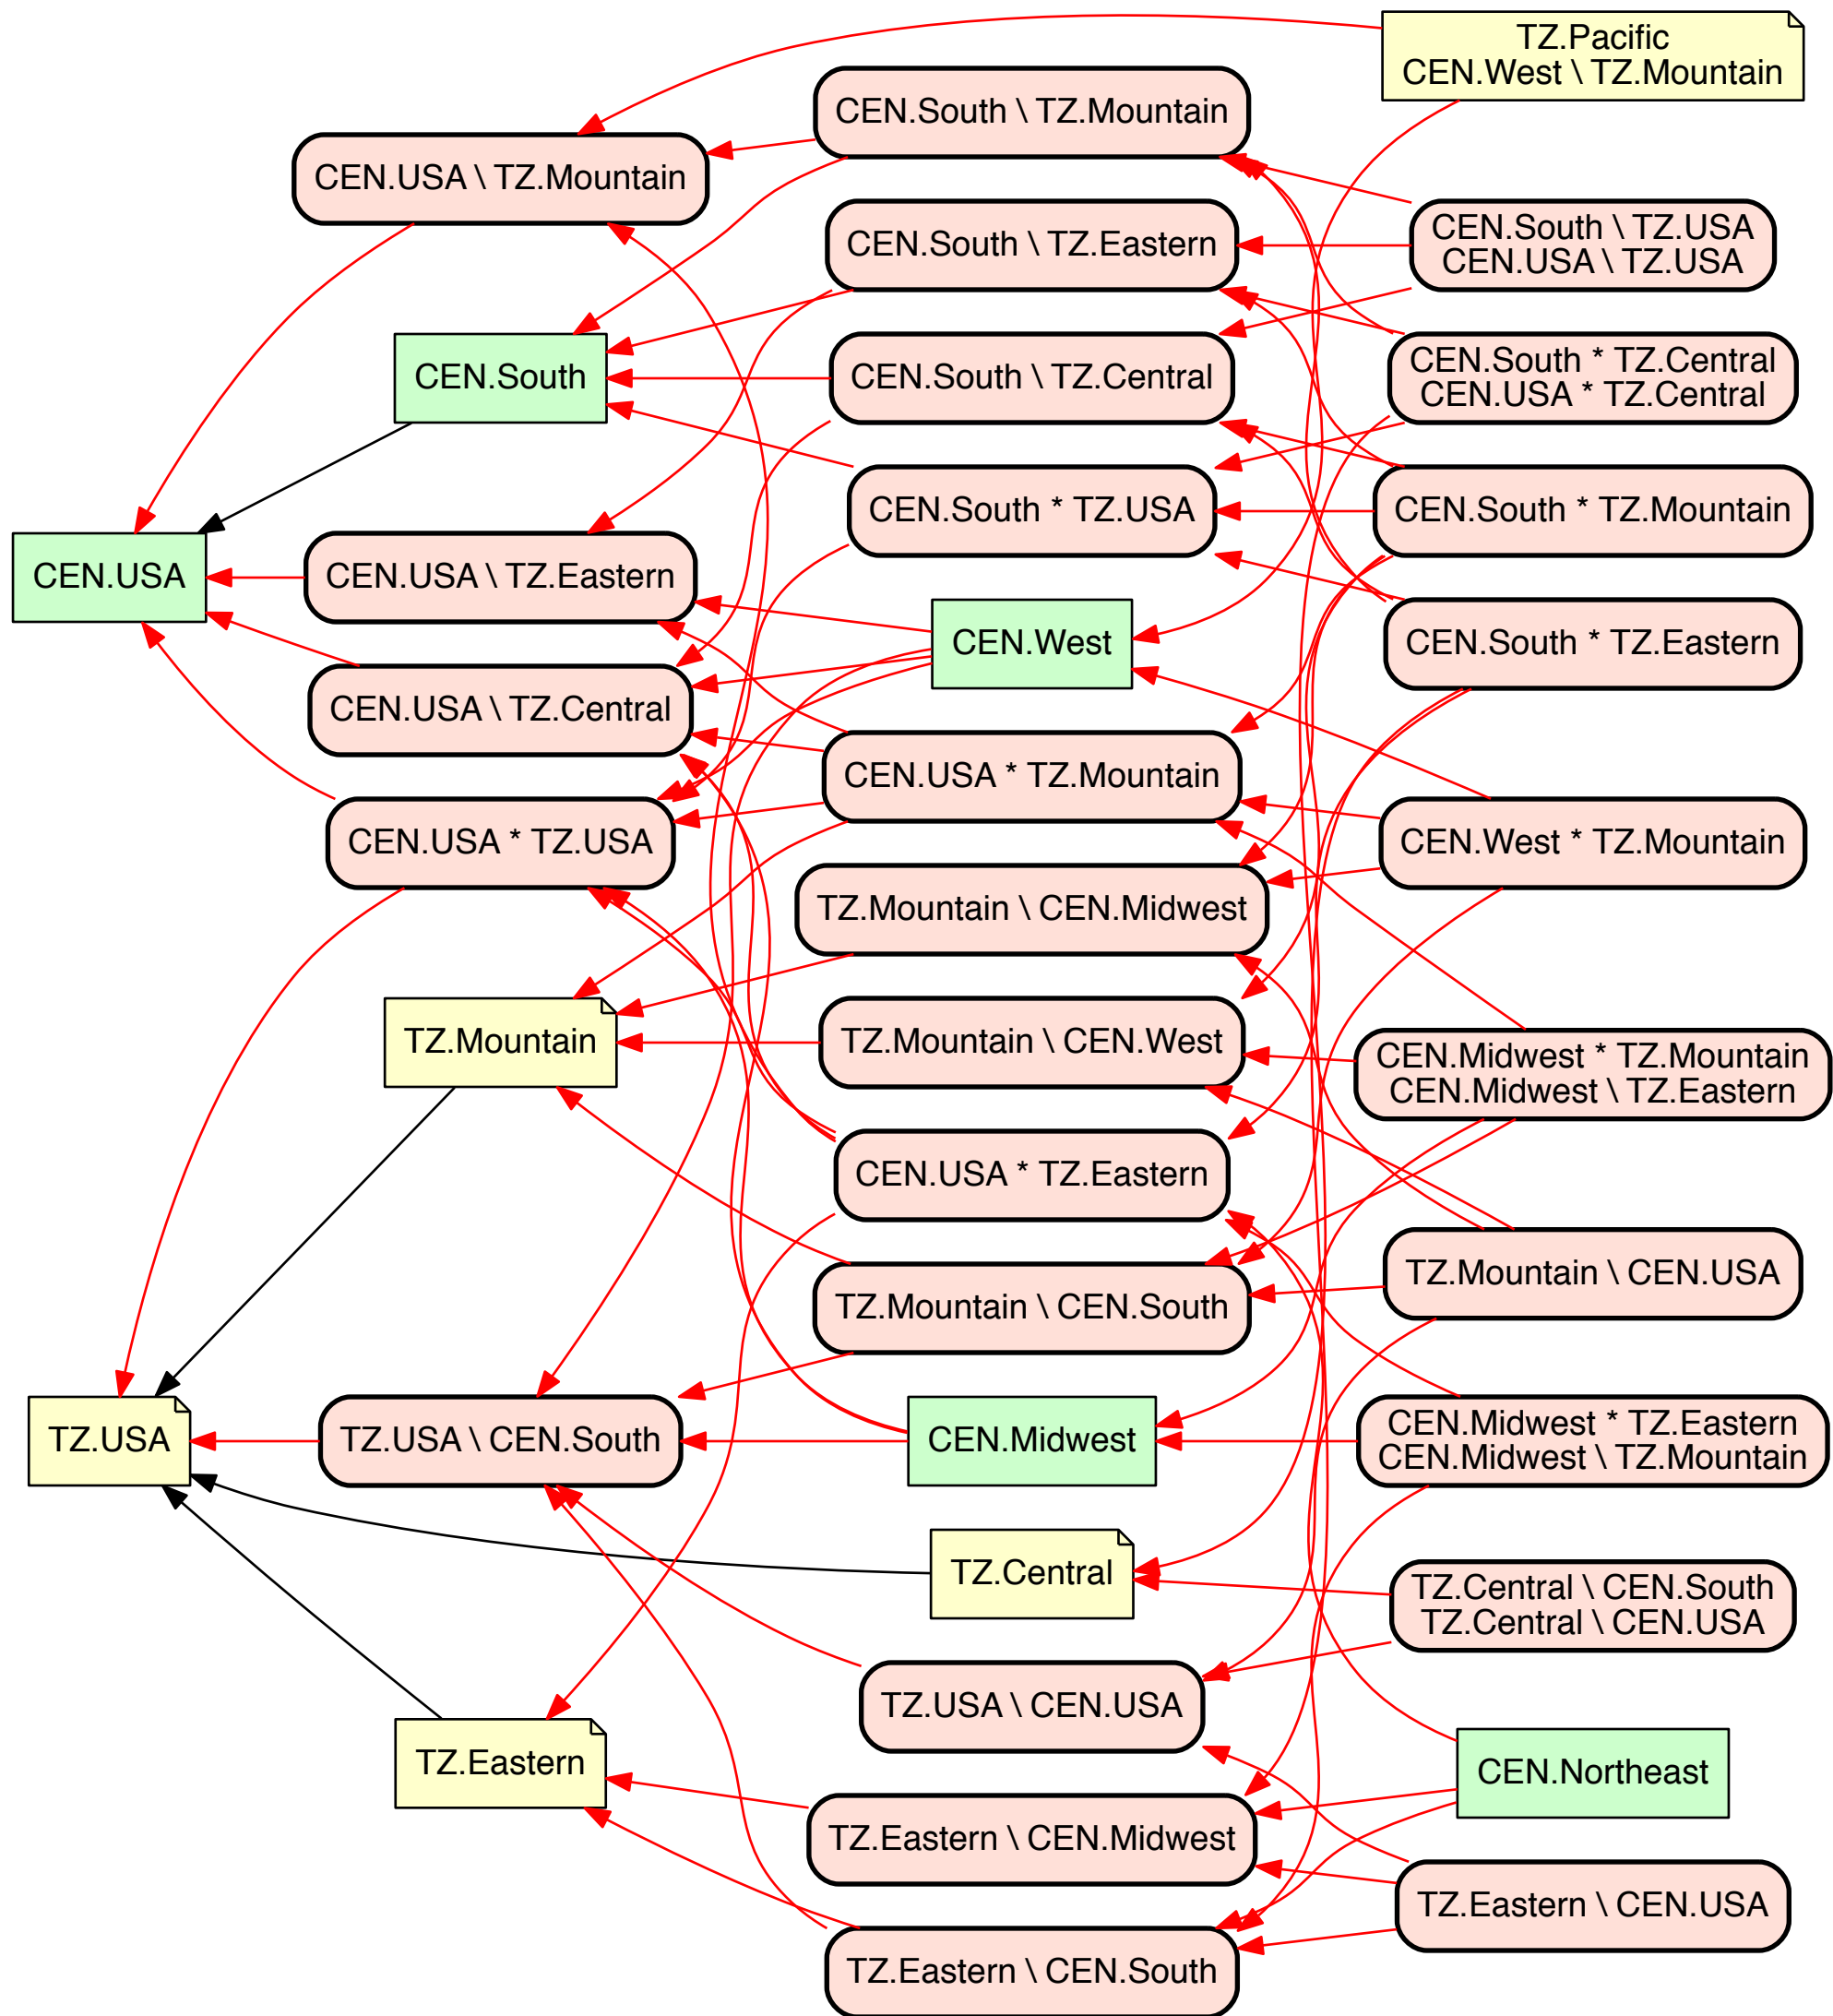 TZ.Pacific
CEN.West \ TZ.Mountain
CEN.South \ TZ.Mountain
CEN.USA \ TZ.Mountain
CEN.South \ TZ.Eastern
CEN.South \ TZ.USA
CEN.USA \ TZ.USA
CEN.South
CEN.South \ TZ.Central
CEN.South * TZ.Central
CEN.USA * TZ.Central
CEN.South * TZ.USA
CEN.South * TZ.Mountain
CEN.USA
CEN.USA \ TZ.Eastern
CEN.West
CEN.South * TZ.Eastern
CEN.USA \ TZ.Central
CEN.USA * TZ.Mountain
CEN.USA * TZ.USA
CEN.West * TZ.Mountain
TZ.Mountain \ CEN.Midwest
TZ.Mountain
TZ.Mountain \ CEN.West
CEN.Midwest * TZ.Mountain
CEN.Midwest \ TZ.Eastern
CEN.USA * TZ.Eastern
TZ.Mountain \ CEN.South
TZ.Mountain \ CEN.USA
TZ.USA
TZ.USA \ CEN.South
CEN.Midwest
CEN.Midwest * TZ.Eastern
CEN.Midwest \ TZ.Mountain
TZ.Central
TZ.Central \ CEN.South
TZ.Central \ CEN.USA
TZ.USA \ CEN.USA
TZ.Eastern
CEN.Northeast
TZ.Eastern \ CEN.Midwest
TZ.Eastern \ CEN.USA
TZ.Eastern \ CEN.South